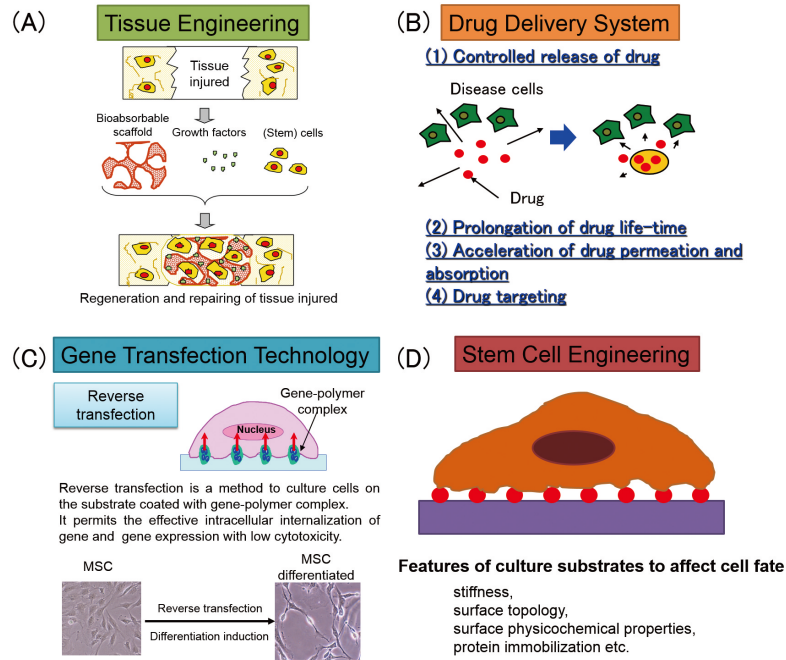 (A)
Tissue Engineering
Tissue
injured
Bioabsorbable
scaffold
Growth factors
(Stem) cells
Regeneration and repairing of tissue injured
(B)
Drug Delivery System
(1) Controlled release of drug
Disease cells
Drug
(2) Prolongation of drug life-time
(3) Acceleration of drug permeation and
absorption
(4) Drug targeting
(C)
Gene Transfection Technology
Reverse
transfection
Gene-polymer
complex
Nucleus
Reverse transfection is a method to culture cells on
the substrate coated with gene-polymer complex.
It permits the effective intracellular internalization of
gene and gene expression with low cytotoxicity.
MSC
Reverse transfection
Differentiation induction
MSC
differentiated
(D)
Stem Cell Engineering
Features of culture substrates to affect cell fate
stiffness,
surface topology,
surface physicochemical properties,
protein immobilization etc.